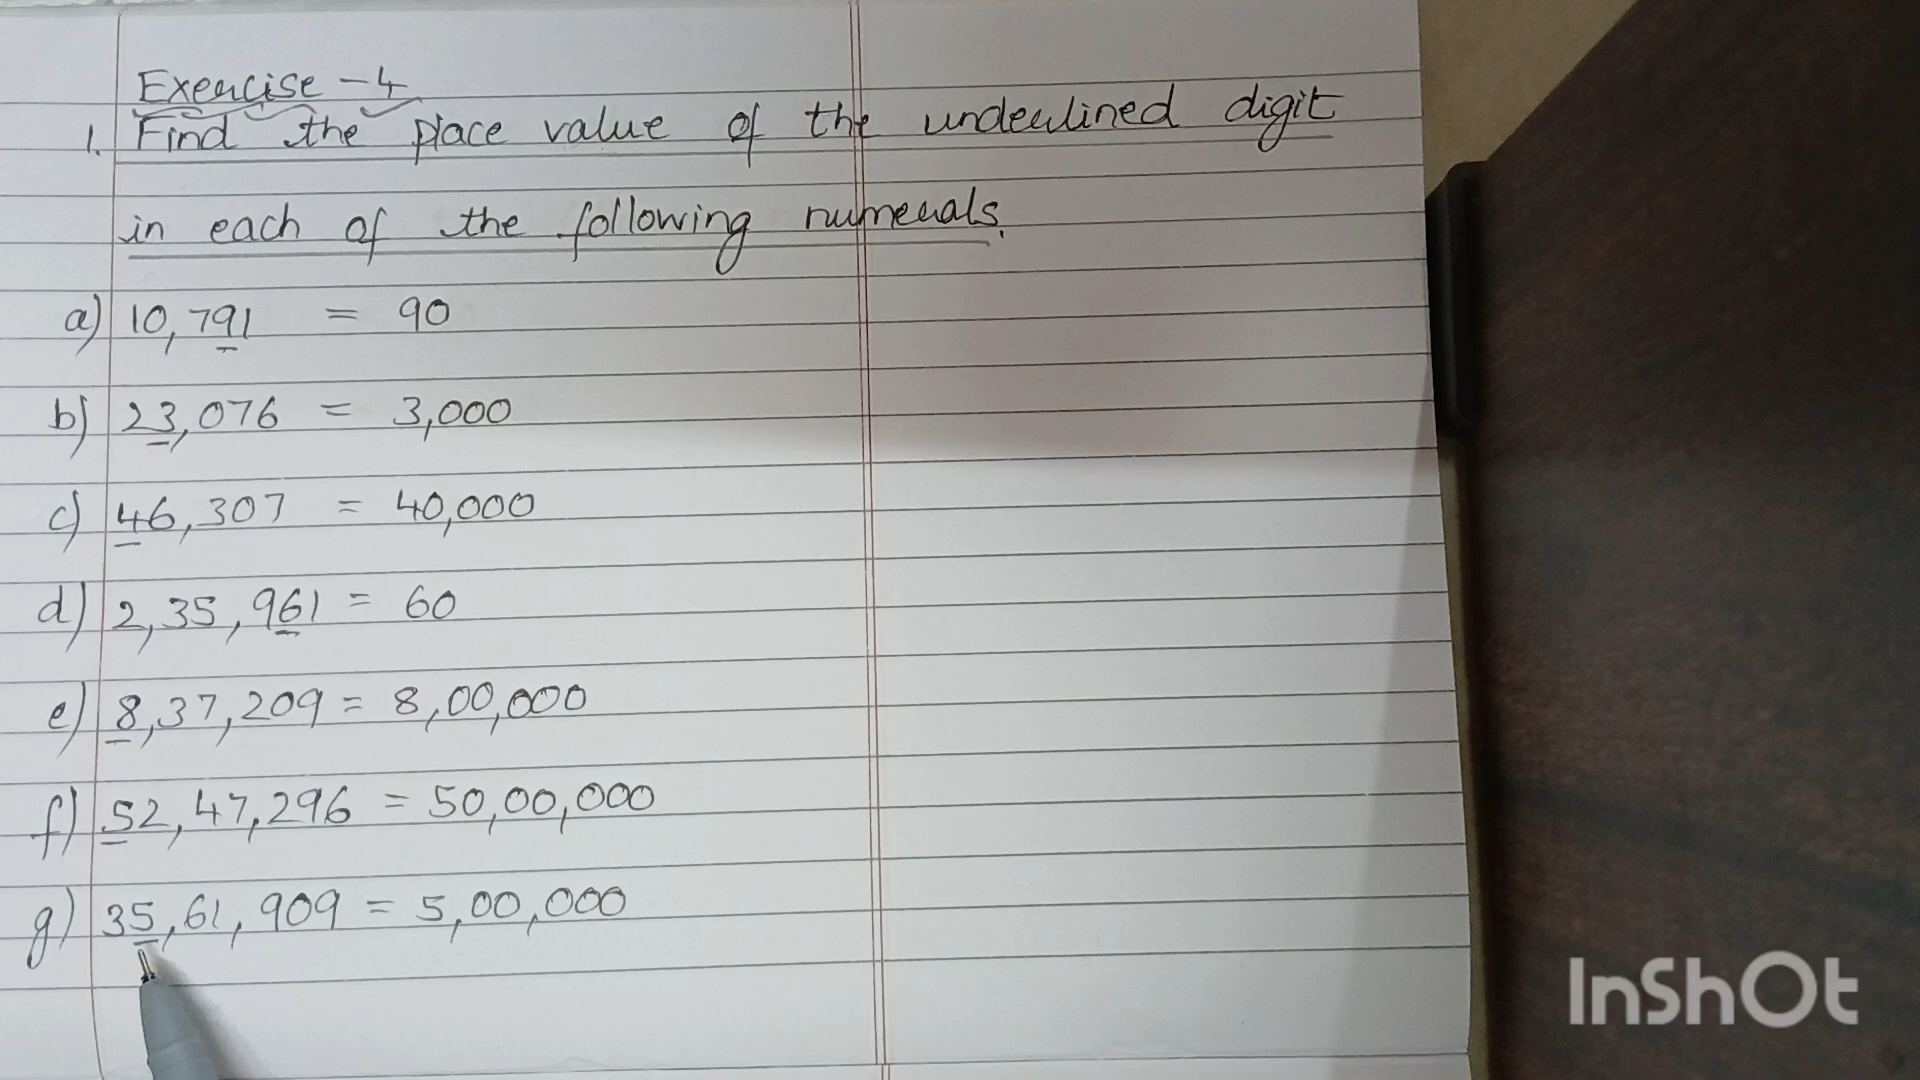 Exercise - 4
1. Find the place value of the underlined digit
in each of the following numerals.
a) 10,791 = 90
b) 23,076 = 3,000
c) 46,307 = 40,000
d) 2,35,961 = 60
e) 8,37,209 = 8,00,000
f) 52,47,296 = 50,00,000
g) 35,61,909 = 5,00,000
InShOt